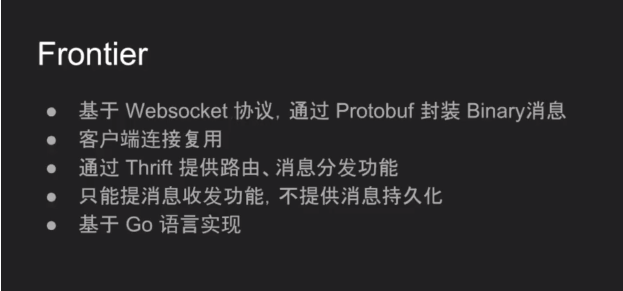 Frontier
● 基于 Websocket 协议，通过 Protobuf 封装 Binary消息
● 客户端连接复用
● 通过 Thrift 提供路由、消息分发功能
● 只能提消息收发功能，不提供消息持久化
● 基于 Go 语言实现